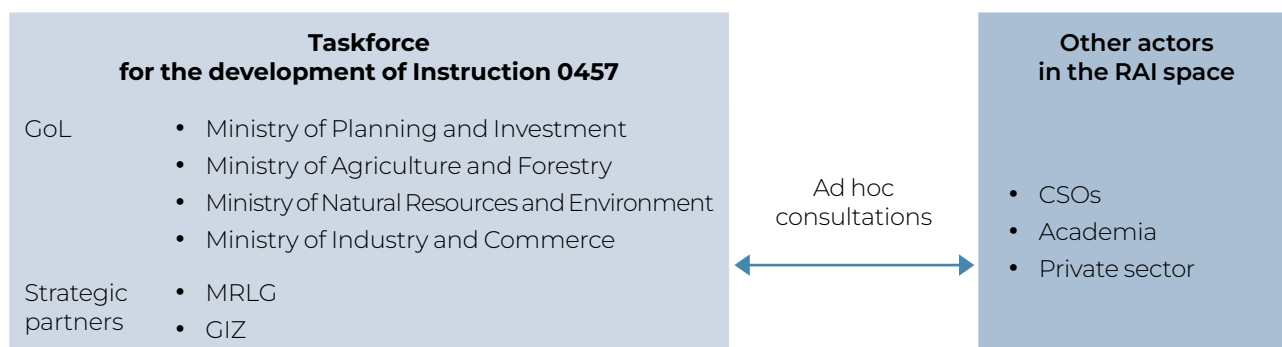 Taskforce
for the development of Instruction 0457
GoL
• Ministry of Planning and Investment
• Ministry of Agriculture and Forestry
• Ministry of Natural Resources and Environment
• Ministry of Industry and Commerce
Strategic
partners
• MRLG
• GIZ
Ad hoc
consultations
Other actors
in the RAI space
• CSOs
• Academia
• Private sector